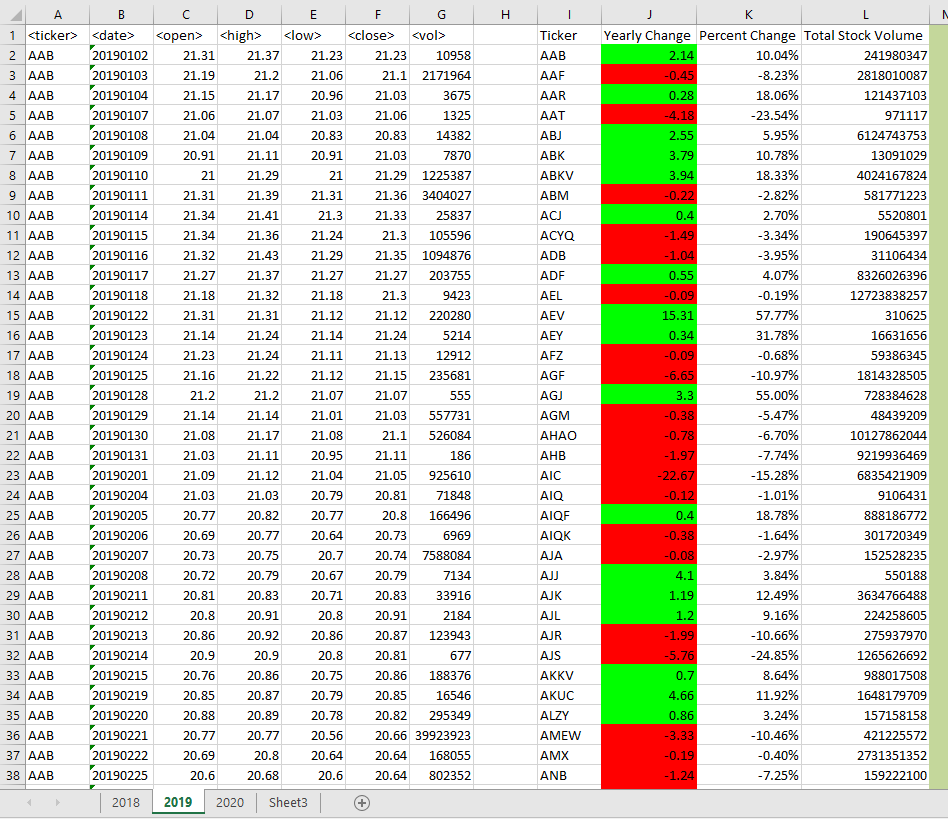 A B C D E F G H I J K L
1 <ticker> <date> <open> <high> <low> <close> <vol> Ticker Yearly Change Percent Change Total Stock Volume
2 AAB 20190102 21.31 21.37 21.23 21.23 10958 AAB 2.14 10.04% 241980347
3 AAB 20190103 21.19 21.2 21.06 21.1 2171964 AAF -0.45 -8.23% 2818010087
4 AAB 20190104 21.15 21.17 20.96 21.03 3675 AAR 0.28 18.06% 121437103
5 AAB 20190107 21.06 21.07 21.03 21.06 1325 AAT -4.18 -23.54% 971117
6 AAB 20190108 21.04 21.04 20.83 20.83 14382 ABJ 2.55 5.95% 6124743753
7 AAB 20190109 20.91 21.11 20.91 21.03 7870 ABK 3.79 10.78% 13091029
8 AAB 20190110 21 21.29 21 21.29 1225387 ABKV 3.94 18.33% 4024167824
9 AAB 20190111 21.31 21.39 21.31 21.36 3404027 ABM -0.22 -2.82% 581771223
10 AAB 20190114 21.34 21.41 21.3 21.33 25837 ACJ 0.4 2.70% 5520801
11 AAB 20190115 21.34 21.36 21.24 21.3 105596 ACYQ -1.49 -3.34% 190645397
12 AAB 20190116 21.32 21.43 21.29 21.35 1094876 ADB -1.04 -3.95% 31106434
13 AAB 20190117 21.27 21.37 21.27 21.27 203755 ADF 0.55 4.07% 8326026396
14 AAB 20190118 21.18 21.32 21.18 21.3 9423 AEL -0.09 -0.19% 12723838257
15 AAB 20190122 21.31 21.31 21.12 21.12 220280 AEV 15.31 57.77% 310625
16 AAB 20190123 21.14 21.24 21.14 21.24 5214 AEY 0.34 31.78% 16631656
17 AAB 20190124 21.23 21.24 21.11 21.13 12912 AFZ -0.09 -0.68% 59386345
18 AAB 20190125 21.16 21.22 21.12 21.15 235681 AGF -6.65 -10.97% 1814328505
19 AAB 20190128 21.2 21.2 21.07 21.07 555 AGJ 3.3 55.00% 728384628
20 AAB 20190129 21.14 21.14 21.01 21.03 557731 AGM -0.38 -5.47% 48439209
21 AAB 20190130 21.08 21.17 21.08 21.1 526084 AHAO -0.78 -6.70% 10127862044
22 AAB 20190131 21.03 21.11 20.95 21.11 186 AHB -1.97 -7.74% 9219936469
23 AAB 20190201 21.09 21.12 21.04 21.05 925610 AIC -22.67 -15.28% 6835421909
24 AAB 20190204 21.03 21.03 20.79 20.81 71848 AIQ -0.12 -1.01% 9106431
25 AAB 20190205 20.77 20.82 20.77 20.8 166496 AIQF 0.4 18.78% 888186772
26 AAB 20190206 20.69 20.77 20.64 20.73 6969 AIQK -0.38 -1.64% 301720349
27 AAB 20190207 20.73 20.75 20.7 20.74 7588084 AJA -0.08 -2.97% 152528235
28 AAB 20190208 20.72 20.79 20.67 20.79 7134 AJJ 4.1 3.84% 550188
29 AAB 20190211 20.81 20.83 20.71 20.83 33916 AJK 1.19 12.49% 3634766488
30 AAB 20190212 20.8 20.91 20.8 20.91 2184 AJL 1.2 9.16% 224258605
31 AAB 20190213 20.86 20.92 20.86 20.87 123943 AJR -1.99 -10.66% 275937970
32 AAB 20190214 20.9 20.9 20.8 20.81 677 AJS -5.76 -24.85% 1265626692
33 AAB 20190215 20.76 20.86 20.75 20.86 188376 AKKV 0.7 8.64% 988017508
34 AAB 20190219 20.85 20.87 20.79 20.85 16546 AKUC 4.66 11.92% 1648179709
35 AAB 20190220 20.88 20.89 20.78 20.82 295349 ALZY 0.86 3.24% 157158158
36 AAB 20190221 20.77 20.77 20.56 20.66 39923923 AMEW -3.33 -10.46% 421225572
37 AAB 20190222 20.69 20.8 20.64 20.64 168055 AMX -0.19 -0.40% 2731351352
38 AAB 20190225 20.6 20.68 20.6 20.64 802352 ANB -1.24 -7.25% 159222100
2018 2019 2020 Sheet3